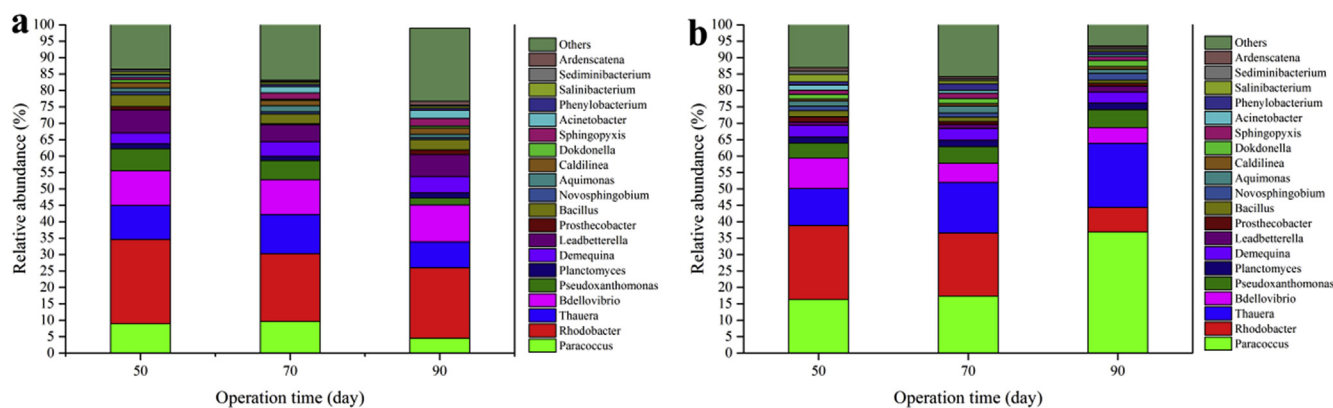 a
Relative abundance (%)
100
95
90
85
80
75
70
65
60
55
50
45
40
35
30
25
20
15
10
5
0
50
70
90
Operation time (day)
Others
Ardenscatena
Sediminibacterium
Salinibacterium
Phenylobacterium
Acinetobacter
Sphingopyxis
Dokdonella
Caldilinea
Aquimonas
Novosphingobium
Bacillus
Prosthecobacter
Leadbetterella
Demequina
Planctomyces
Pseudoxanthomonas
Bdellovibrio
Thauera
Rhodobacter
Paracoccus
b
Relative abundance (%)
100
95
90
85
80
75
70
65
60
55
50
45
40
35
30
25
20
15
10
5
0
50
70
90
Operation time (day)
Others
Ardenscatena
Sediminibacterium
Salinibacterium
Phenylobacterium
Acinetobacter
Sphingopyxis
Dokdonella
Caldilinea
Aquimonas
Novosphingobium
Bacillus
Prosthecobacter
Leadbetterella
Demequina
Planctomyces
Pseudoxanthomonas
Bdellovibrio
Thauera
Rhodobacter
Paracoccus